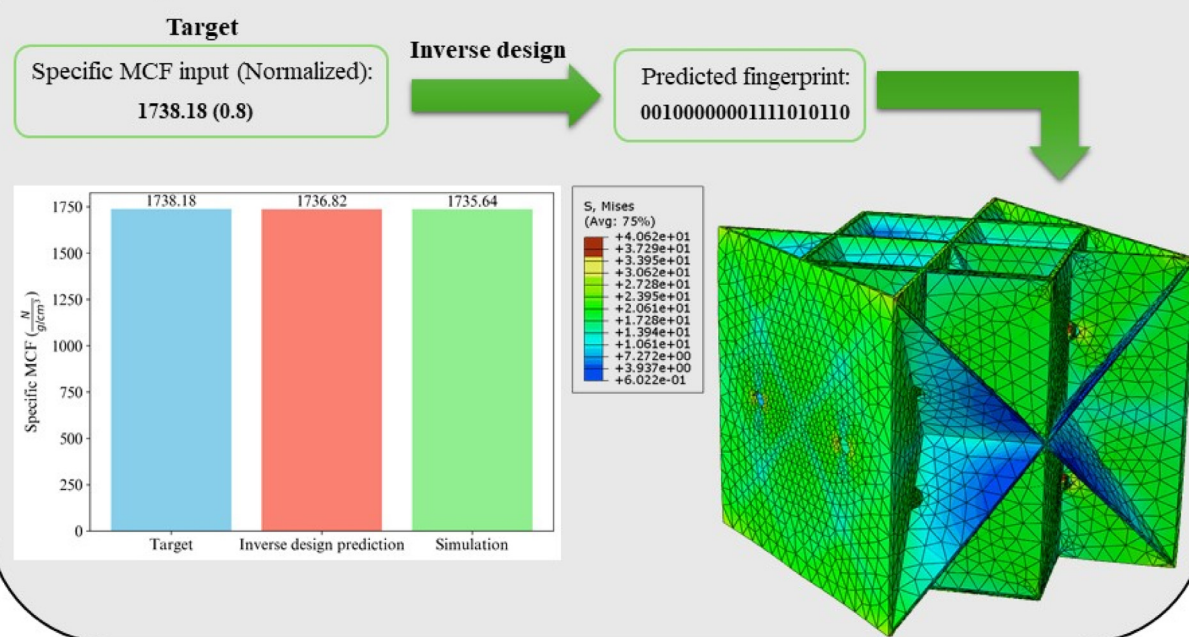 Target
Specific MCF input (Normalized):
1738.18 (0.8)
Inverse design
Predicted fingerprint:
00100000001111010110
1738.18
1736.82
1735.64
1750
1500
1250
1000
750
500
250
0
Specific MCF (N/g/cm³)
Target
Inverse design prediction
Simulation
S, Mises
(Avg: 75%)
+4.062e+01
+3.729e+01
+3.395e+01
+3.062e+01
+2.728e+01
+2.395e+01
+2.061e+01
+1.728e+01
+1.394e+01
+1.061e+01
+7.272e+00
+3.937e+00
+6.022e-01